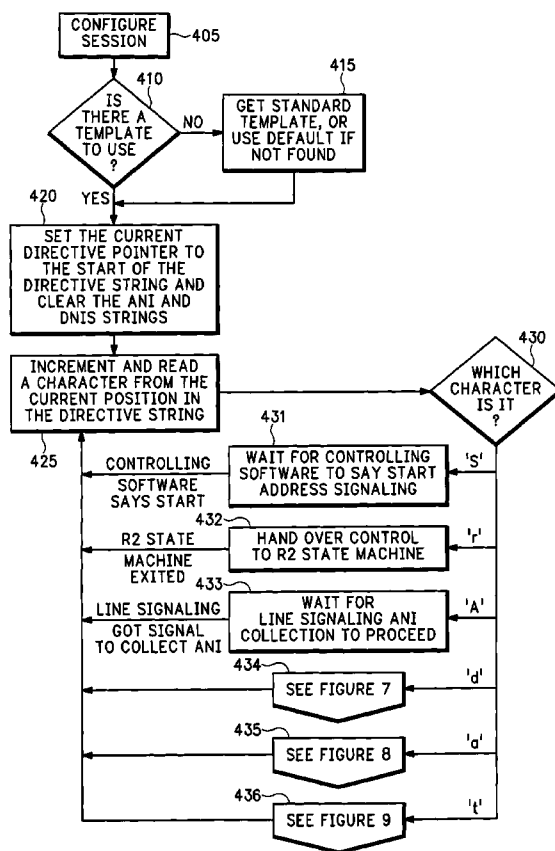 CONFIGURE
SESSION
405
410
IS
THERE A
TEMPLATE
TO USE
?
NO
415
GET STANDARD
TEMPLATE, OR
USE DEFAULT IF
NOT FOUND
YES
420
SET THE CURRENT
DIRECTIVE POINTER TO
THE START OF THE
DIRECTIVE STRING AND
CLEAR THE ANI AND
DNIS STRINGS
INCREMENT AND READ
A CHARACTER FROM THE
CURRENT POSITION IN
THE DIRECTIVE STRING
425
430
WHICH
CHARACTER
IS IT
?
431
WAIT FOR CONTROLLING
SOFTWARE TO SAY START
ADDRESS SIGNALING
'S'
CONTROLLING
SOFTWARE
SAYS START
432
HAND OVER CONTROL
TO R2 STATE MACHINE
'r'
R2 STATE
MACHINE
EXITED
433
WAIT FOR
LINE SIGNALING ANI
COLLECTION TO PROCEED
'A'
LINE SIGNALING
GOT SIGNAL
TO COLLECT ANI
434
SEE FIGURE 7
'd'
435
SEE FIGURE 8
'a'
436
SEE FIGURE 9
't'